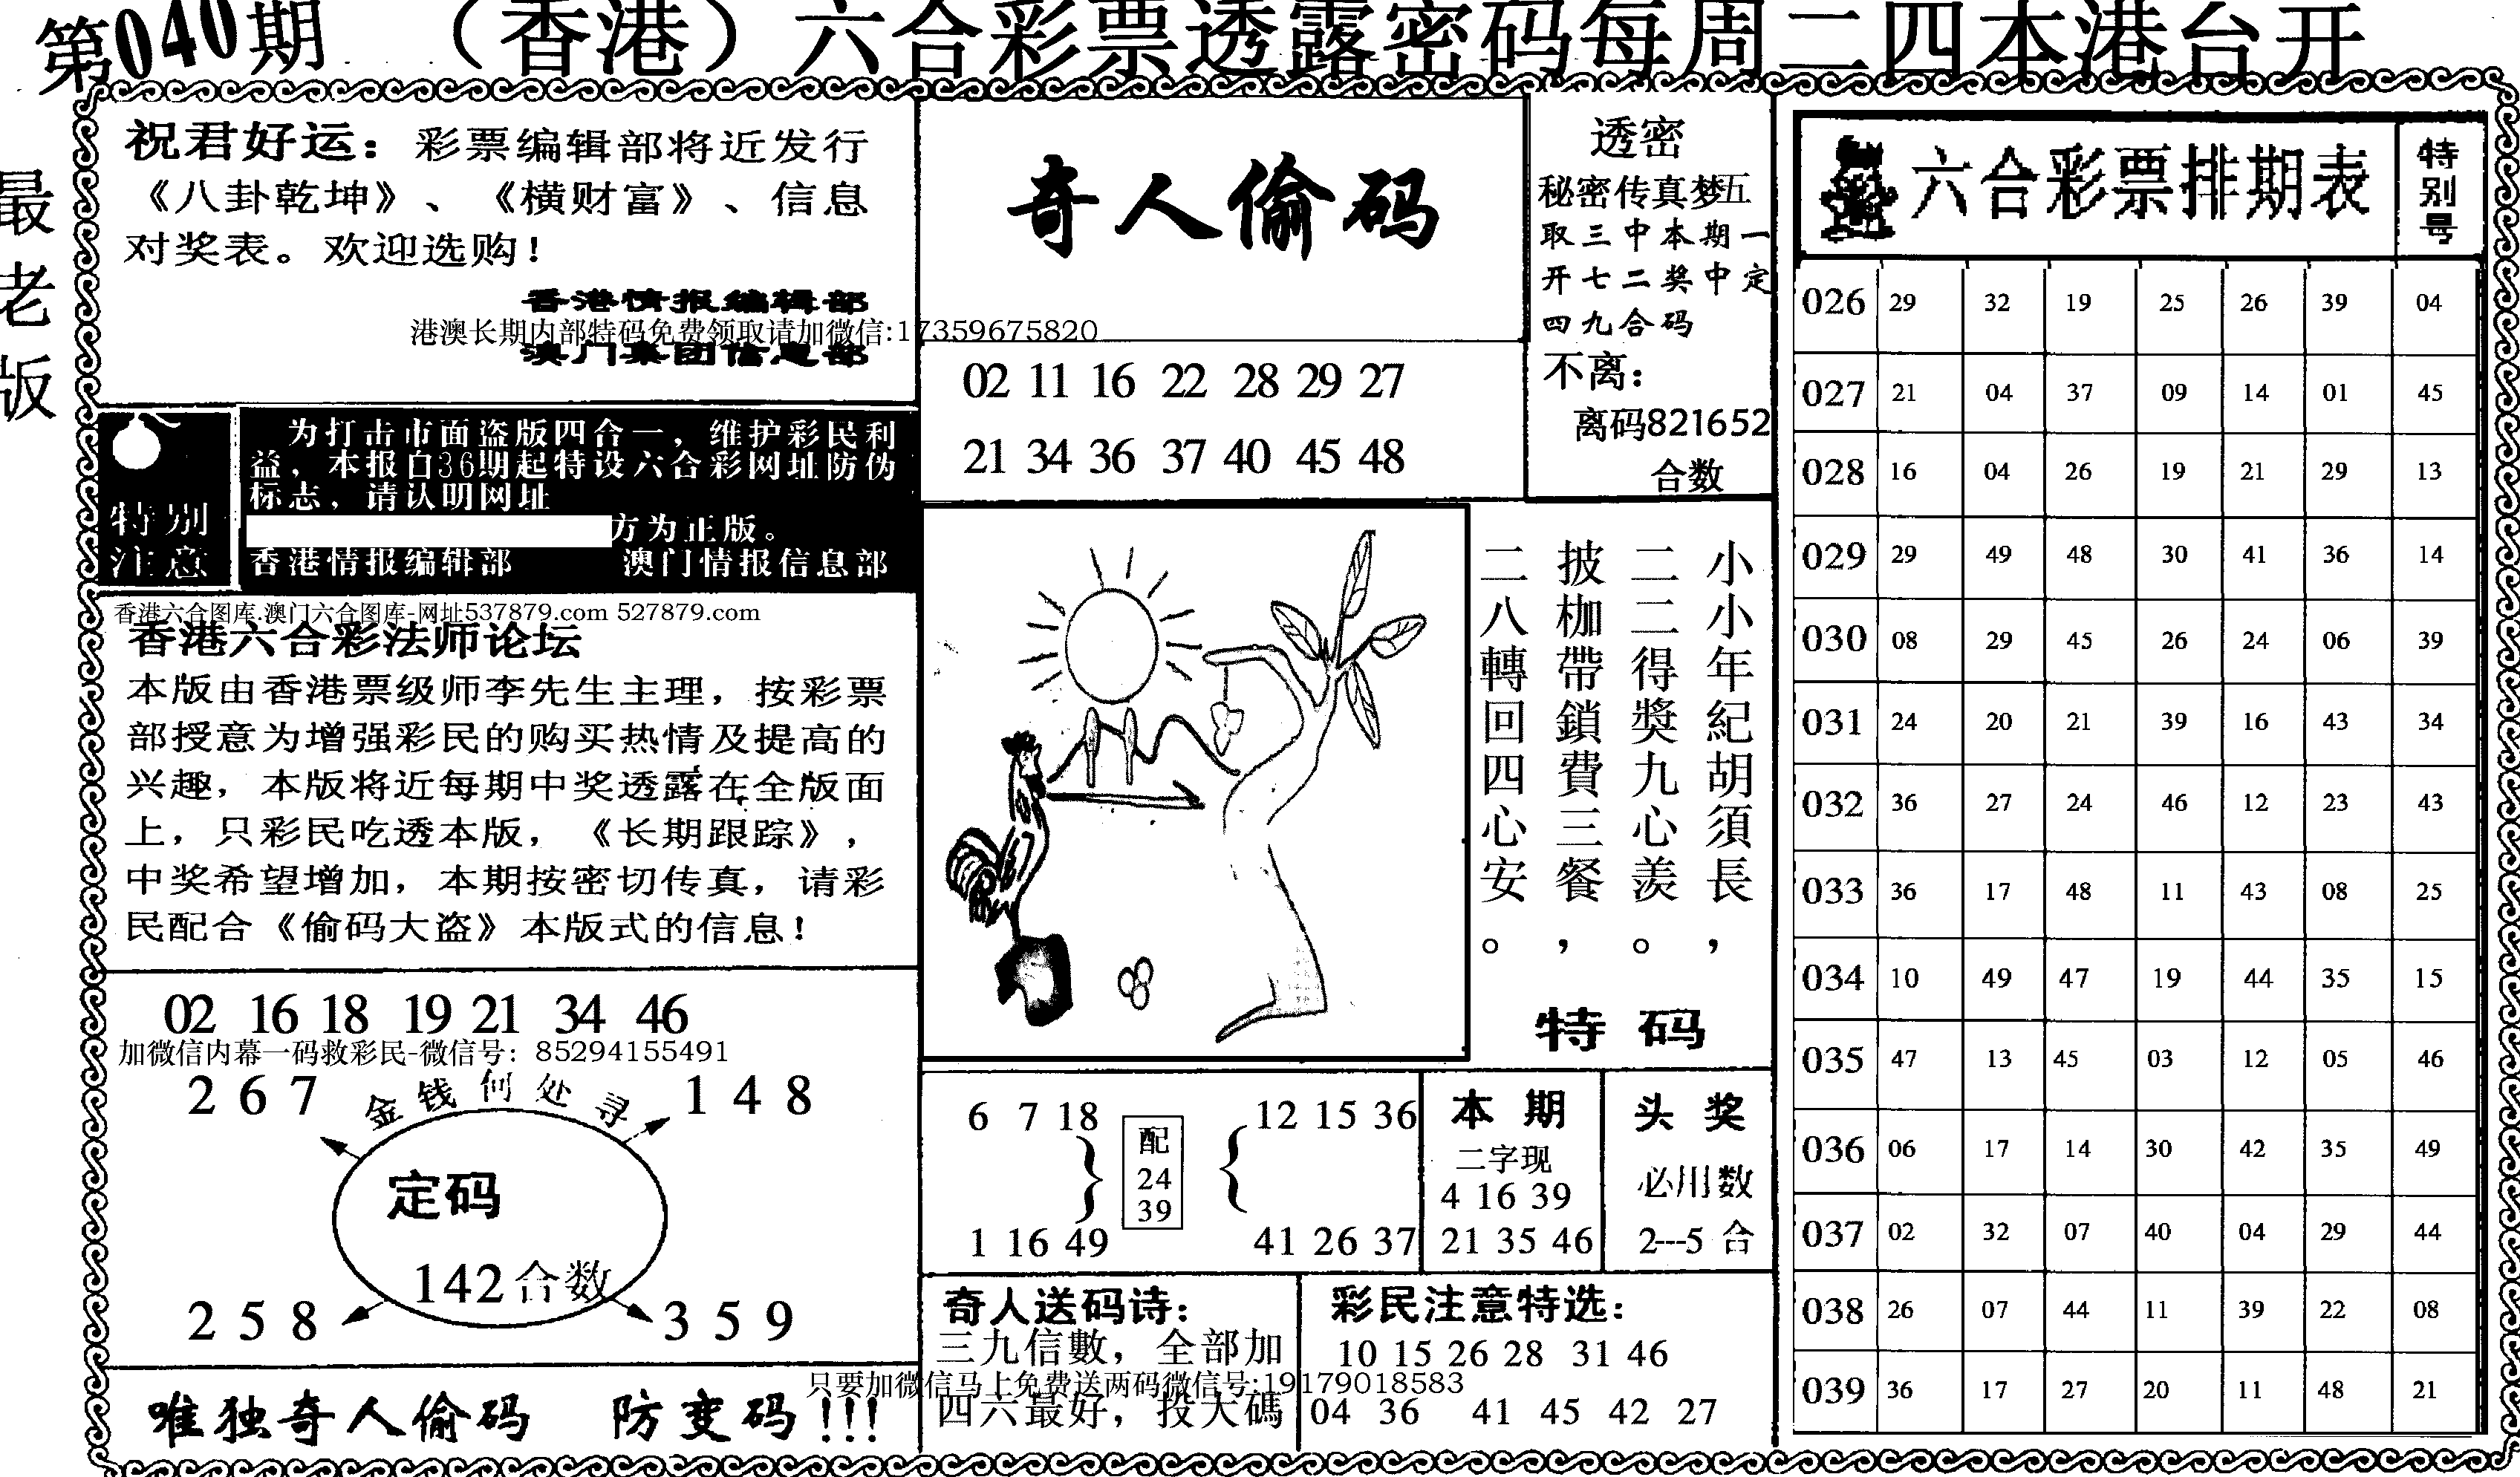 第040期 （香港）六合彩票透露密码每周二四本港台开
最老版
祝君好运：彩票编辑部将近发行
《八卦乾坤》、《横财富》、信息
对奖表。欢迎选购！
香港情报编辑部
港澳长期内部特码免费领取请加微信:17359675820
澳门集团信息部
特别
注意
为打击市面盗版四合一，维护彩民利
益，本报自36期起特设六合彩网址防伪
标志，请认明网址
方为正版。
香港情报编辑部 澳门情报信息部
香港六合图库.澳门六合图库-网址537879.com 527879.com
香港六合彩法师论坛
本版由香港票级师李先生主理，按彩票
部授意为增强彩民的购买热情及提高的
兴趣，本版将近每期中奖透露在全版面
上，只彩民吃透本版，《长期跟踪》，
中奖希望增加，本期按密切传真，请彩
民配合《偷码大盗》本版式的信息！
02 16 18 19 21 34 46
加微信内幕一码救彩民-微信号：85294155491
267 金钱何处寻 148
定码
142合数
258 359
唯独奇人偷码 防变码!!!
奇人偷码
02 11 16 22 28 29 27
21 34 36 37 40 45 48
透密
秘密传真梦五
取三中本期一
开七二奖中定
四九合码
不离：
离码821652
合数
小小年紀胡須長，
二二得獎九心羨。
披枷帶鎖費三餐，
二八轉回四心安。
特码
6 7 18
1 16 49
配
24
39
12 15 36
41 26 37
本期
二字现
4 16 39
21 35 46
头奖
必用数
2---5 合
奇人送码诗：
三九信數，全部加
四六最好，投大碼
只要加微信马上免费送两码微信号:19179018583
彩民注意特选：
10 15 26 28 31 46
04 36 41 45 42 27
六合彩票排期表 特别号
026 29 32 19 25 26 39 04
027 21 04 37 09 14 01 45
028 16 04 26 19 21 29 13
029 29 49 48 30 41 36 14
030 08 29 45 26 24 06 39
031 24 20 21 39 16 43 34
032 36 27 24 46 12 23 43
033 36 17 48 11 43 08 25
034 10 49 47 19 44 35 15
035 47 13 45 03 12 05 46
036 06 17 14 30 42 35 49
037 02 32 07 40 04 29 44
038 26 07 44 11 39 22 08
039 36 17 27 20 11 48 21